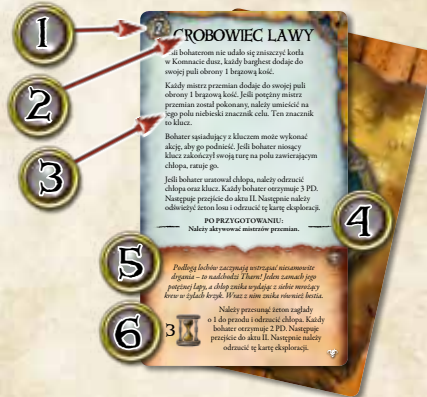 1
2
3
4
5
6
2
GROBOWIEC LAWY
Jeśli bohaterom nie udało się zniszczyć kotła
w Komnacie dusz, każdy barghest dodaje do
swojej puli obrony 1 brązową kość.
Każdy mistrz przemian dodaje do swojej puli
obrony 1 brązową kość. Jeśli potężny mistrz
przemian został pokonany, należy umieścić na
jego polu niebieski znacznik celu. Ten znacznik
to klucz.
Bohater sąsiadujący z kluczem może wykonać
akcję, aby go podnieść. Jeśli bohater niosący
klucz zakończył swoją turę na polu zawierającym
chłopa, ratuje go.
Jeśli bohater uratował chłopa, należy odrzucić
chłopa oraz klucz. Każdy bohater otrzymuje 3 PD.
Następuje przejście do aktu II. Następnie należy
odświeżyć żeton losu i odrzucić tę kartę eksploracji.
PO PRZYGOTOWANIU:
Należy aktywować mistrzów przemian.
Podłogą lochów zaczynają wstrząsać niesamowite
drgania – to nadchodzi Tharn! Jeden zamach jego
potężnej łapy, a chłop znika wydając z siebie mrożący
krew w żyłach krzyk. Wraz z nim znika również bestia.
3
Należy przesunąć żeton zagłady
o 1 do przodu i odrzucić chłopa. Każdy
bohater otrzymuje 2 PD. Następuje
przejście do aktu II. Następnie należy
odrzucić tę kartę eksploracji.